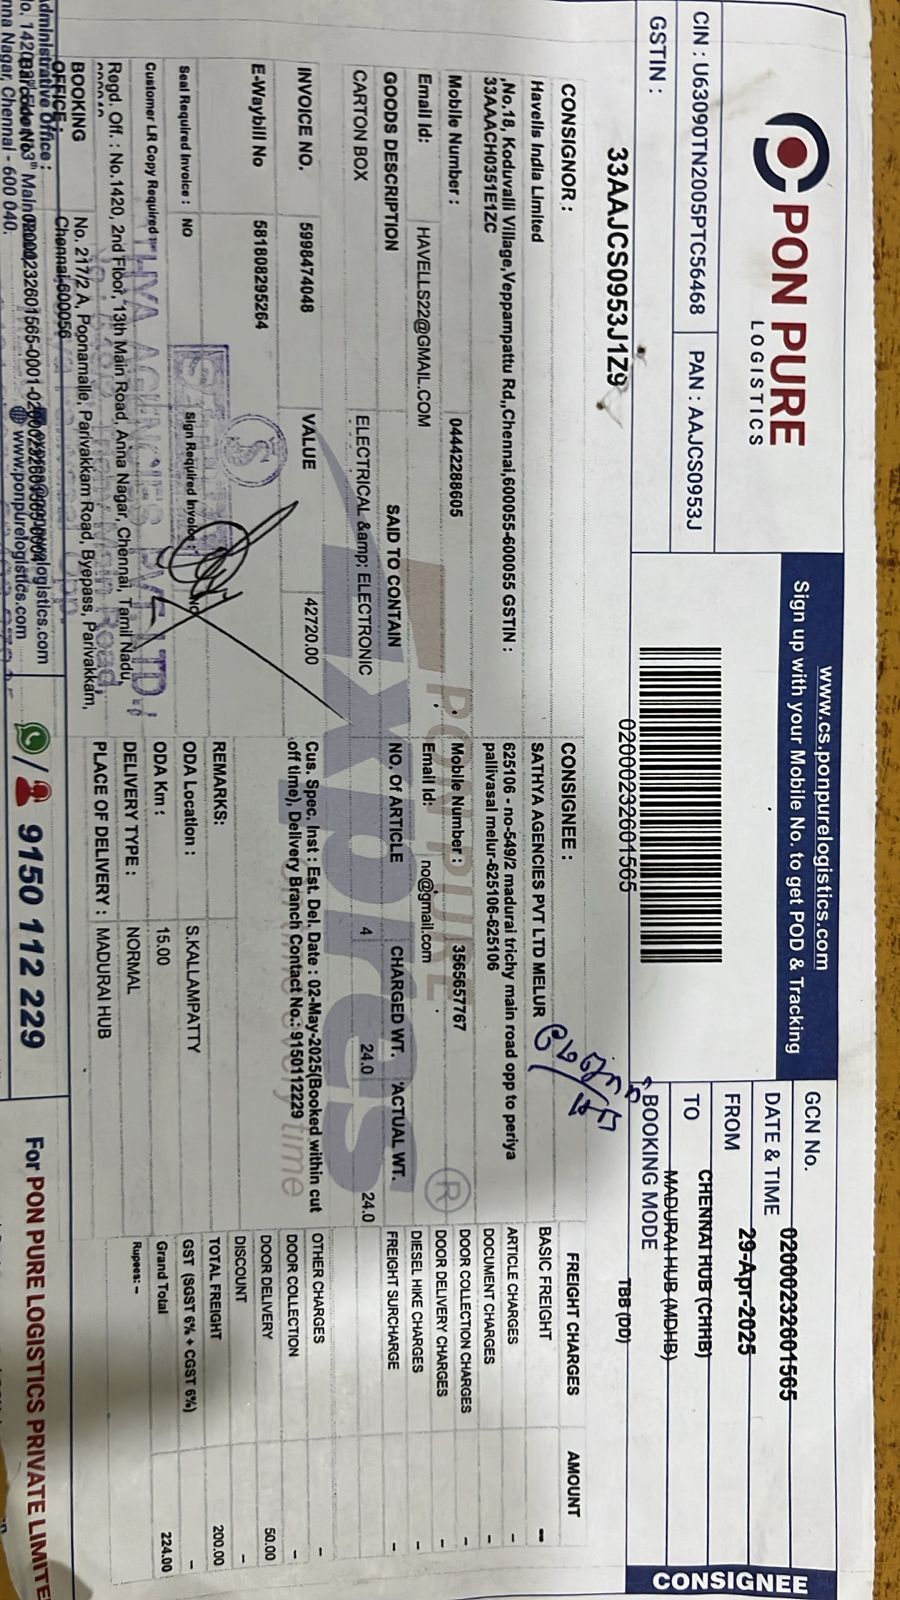 PON PURE
LOGISTICS
www.cs.ponpurelogistics.com
Sign up with your Mobile No. to get POD & Tracking
CIN : U63090TN2005PTC56468 PAN : AAJCS0953J
GSTIN :
33AAJCS0953J1Z9
02000232601565
GCN No. 02000232601565
DATE & TIME 29-Apr-2025
FROM CHENNAI HUB (CHHB)
TO MADURAI HUB (MDHB)
BOOKING MODE TBB (DD)
CONSIGNEE
CONSIGNOR :
Havells India Limited
,No.18, Koduvalli Village,Veppampattu Rd,,Chennai,600055-600055 GSTIN :
33AAACH0351E1ZC
Mobile Number : 04442288605
Email Id: HAVELLS22@GMAIL.COM
CONSIGNEE :
SATHYA AGENCIES PVT LTD MELUR
625106 - no-549/2 madurai trichy main road opp to periya
pallivasal melur-625106-625106
Mobile Number : 3565657767
Email Id: no@gmail.com
GOODS DESCRIPTION SAID TO CONTAIN NO. Of ARTICLE CHARGED WT. ACTUAL WT.
CARTON BOX ELECTRICAL &amp; ELECTRONIC 4 24.0 24.0
INVOICE NO. 5998474048 VALUE 42720.00
E-Waybill No 581808295264
Seal Required Invoice : NO Sign Required Invoice : NO
Customer LR Copy Required
Cus. Spec. Inst : Est. Del. Date : 02-May-2025(Booked within cut
off time), Delivery Branch Contact No.: 9150112229
REMARKS:
ODA Location : S.KALLAMPATTY
ODA Km : 15.00
DELIVERY TYPE : NORMAL
PLACE OF DELIVERY : MADURAI HUB
FREIGHT CHARGES AMOUNT
BASIC FREIGHT --
ARTICLE CHARGES -
DOCUMENT CHARGES -
DOOR COLLECTION CHARGES -
DOOR DELIVERY CHARGES -
DIESEL HIKE CHARGES -
FREIGHT SURCHARGE -
OTHER CHARGES -
DOOR COLLECTION -
DOOR DELIVERY 50.00
DISCOUNT -
TOTAL FREIGHT 200.00
GST (SGST 6% + CGST 6%) -
Grand Total 224.00
Rupees: --
PON PURE
Xpres
®
time
Regd. Off. : No.1420, 2nd Floor, 13th Main Road, Anna Nagar, Chennai, Tamil Nadu,
BOOKING
OFFICE :
No. 217/2 A, Poonamalle, Parivakkam Road, Byepass, Parivakkam,
Chennai-600056
Administrative Office :
Nagar, Chennai - 600 040.
www.ponpurelogistics.com
9150 112 229
For PON PURE LOGISTICS PRIVATE LIMITE